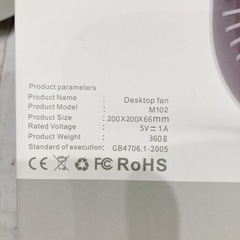 Product parameters
Product Name : Desktop fan
Product Model : M102
Product Size : 200X200X66mm
Rated Voltage : 5V⎓1A
Product Weight : 360g
Standard of execution: GB4706.1-2005
CE FC RoHS